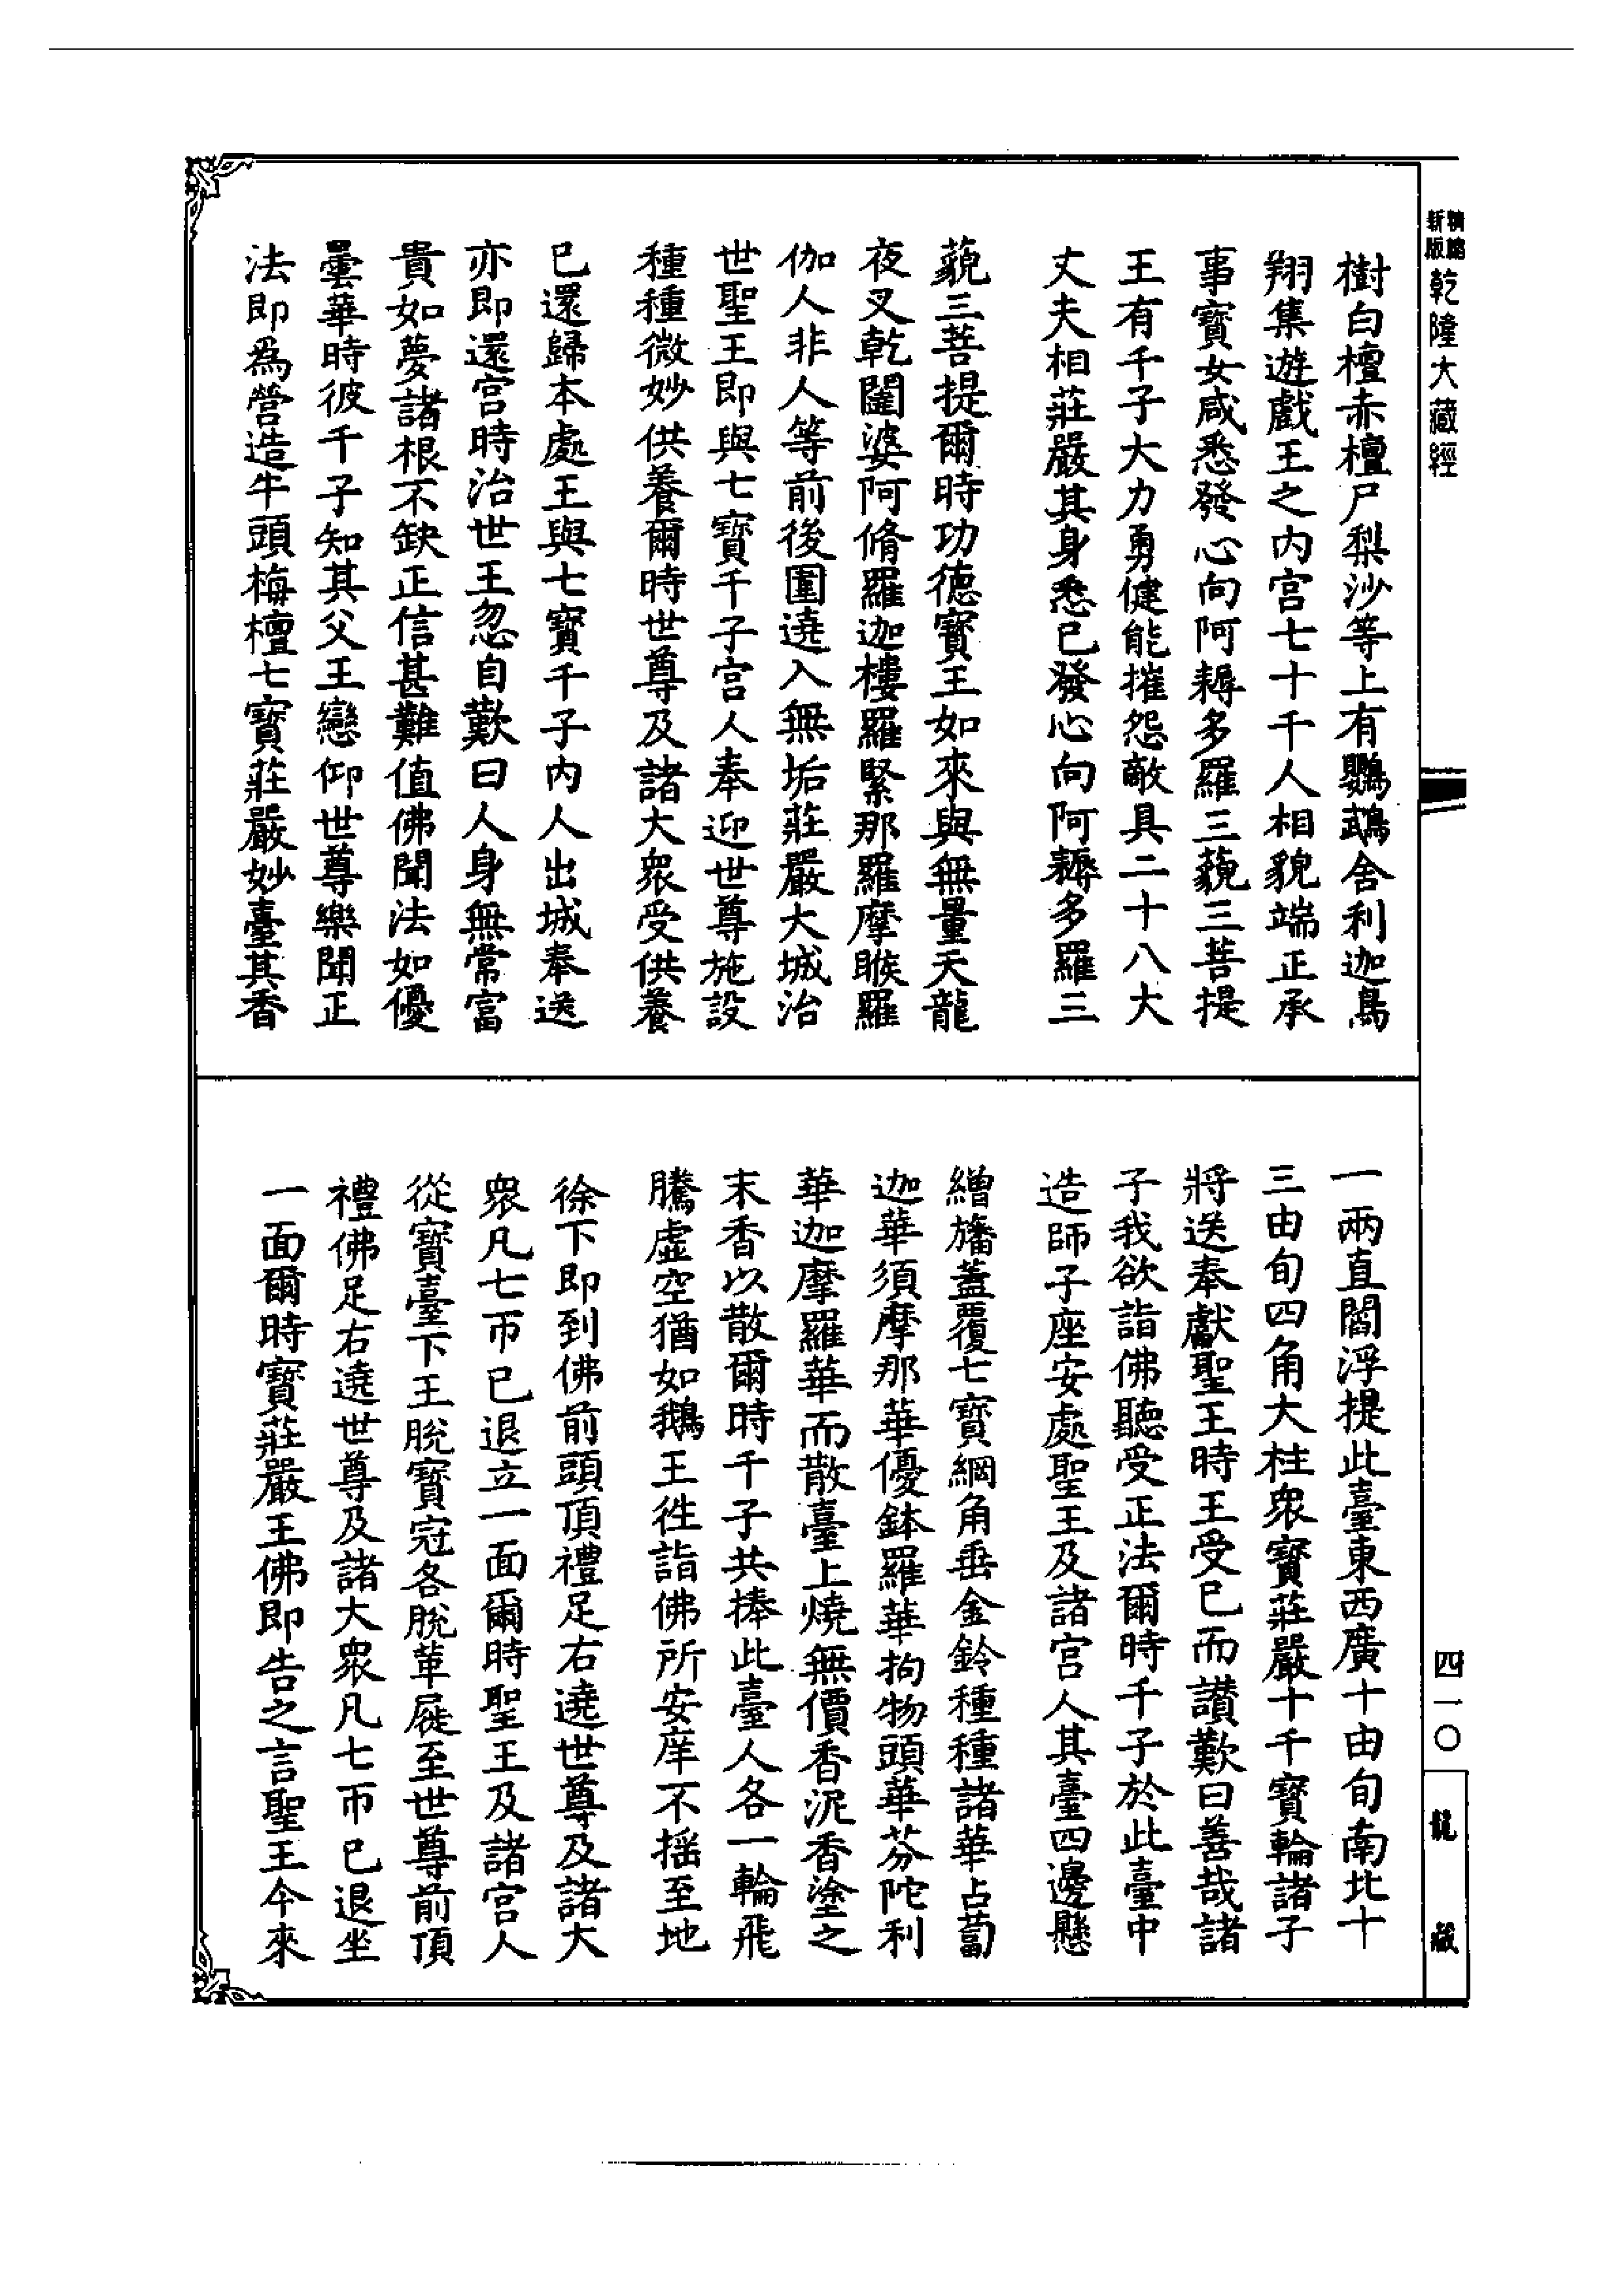 精縮
新版
乾隆大藏經
樹白檀赤檀尸梨沙等上有鸚鵡舍利迦鳥
翔集遊戲王之内宫七十千人相貌端正承
事寶女咸悉發心向阿耨多羅三藐三菩提
王有千子大力勇健能摧怨敵具二十八大
丈夫相莊嚴其身悉已發心向阿耨多羅三
藐三菩提爾時功德寶王如來與無量天龍
夜叉乾闥婆阿脩羅迦樓羅緊那羅摩睺羅
伽人非人等前後圍遶入無垢莊嚴大城治
世聖王即與七寶千子宫人奉迎世尊施設
種種微妙供養爾時世尊及諸大衆受供養
已還歸本處王與七寶千子内人出城奉送
亦即還宫時治世王忽自歎曰人身無常富
貴如夢諸根不缺正信甚難值佛聞法如優
曇華時彼千子知其父王戀仰世尊樂聞正
法即爲營造牛頭栴檀七寶莊嚴妙臺其香
一兩直閻浮提此臺東西廣十由旬南北十
三由旬四角大柱衆寶莊嚴十千寶輪諸子
將送奉獻聖王時王受已而讃歎曰善哉諸
子我欲詣佛聽受正法爾時千子於此臺中
造師子座安處聖王及諸宫人其臺四邊懸
繒旛蓋覆七寶網角垂金鈴種種諸華占蔔
迦華須摩那華優鉢羅華拘物頭華芬陀利
華迦摩羅華而散臺上燒無價香泥香塗之
末香以散爾時千子共捧此臺人各一輪飛
騰虛空猶如鵝王徃詣佛所安庠不揺至地
徐下即到佛前頭頂禮足右遶世尊及諸大
衆凡七帀已退立一面爾時聖王及諸宫人
從寶臺下王脱寶冠各脱革屣至世尊前頂
禮佛足右遶世尊及諸大衆凡七帀已退坐
一面爾時寶莊嚴王佛即告之言聖王今來
四一〇
龍藏